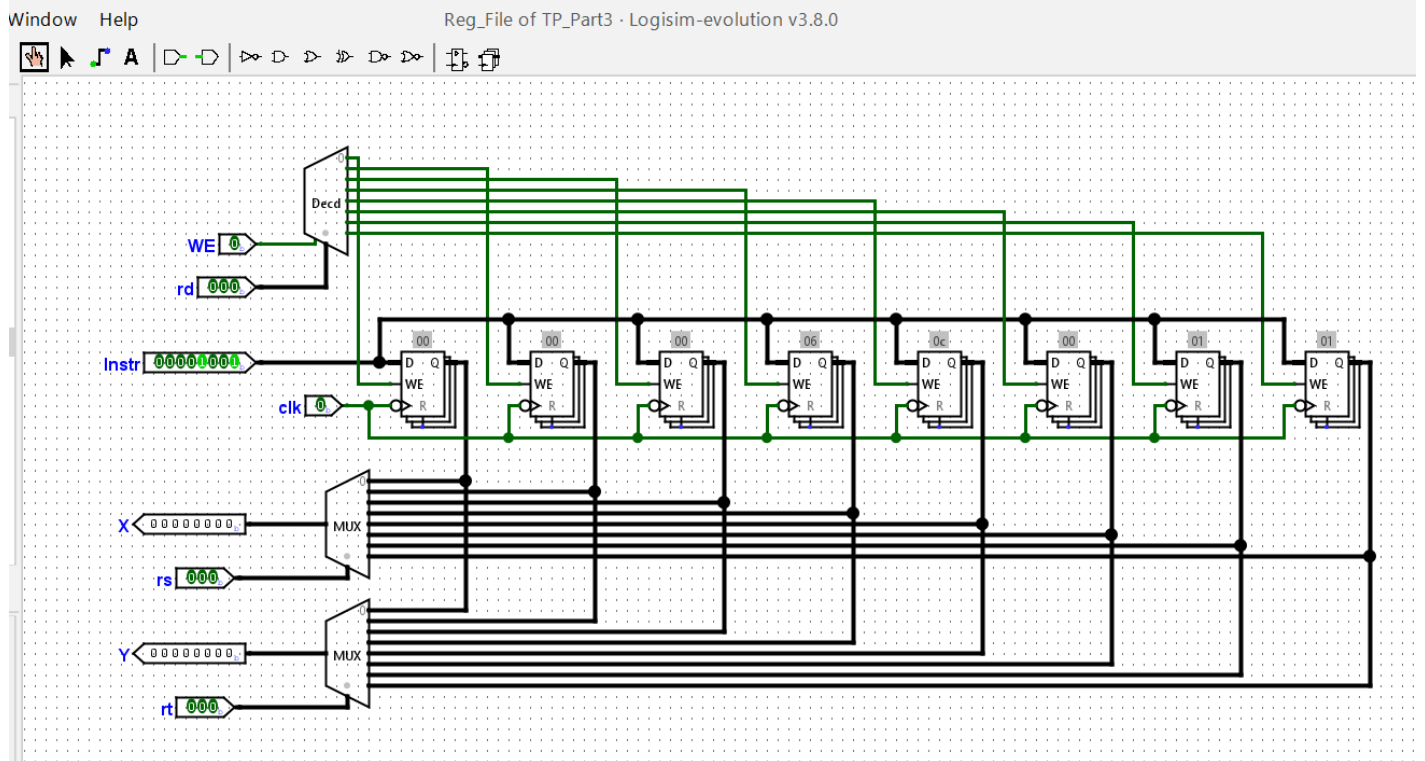 Window Help Reg_File of TP_Part3 · Logisim-evolution v3.8.0
A
0
Decd
WE 0
rd 000
00 00 00 06 0c 00 01 01
Instr 00001001
D Q D Q D Q D Q D Q D Q D Q D Q
WE WE WE WE WE WE WE WE
clk 0 R R R R R R R R
0
X 00000000 MUX
rs 000
0
Y 00000000 MUX
rt 000